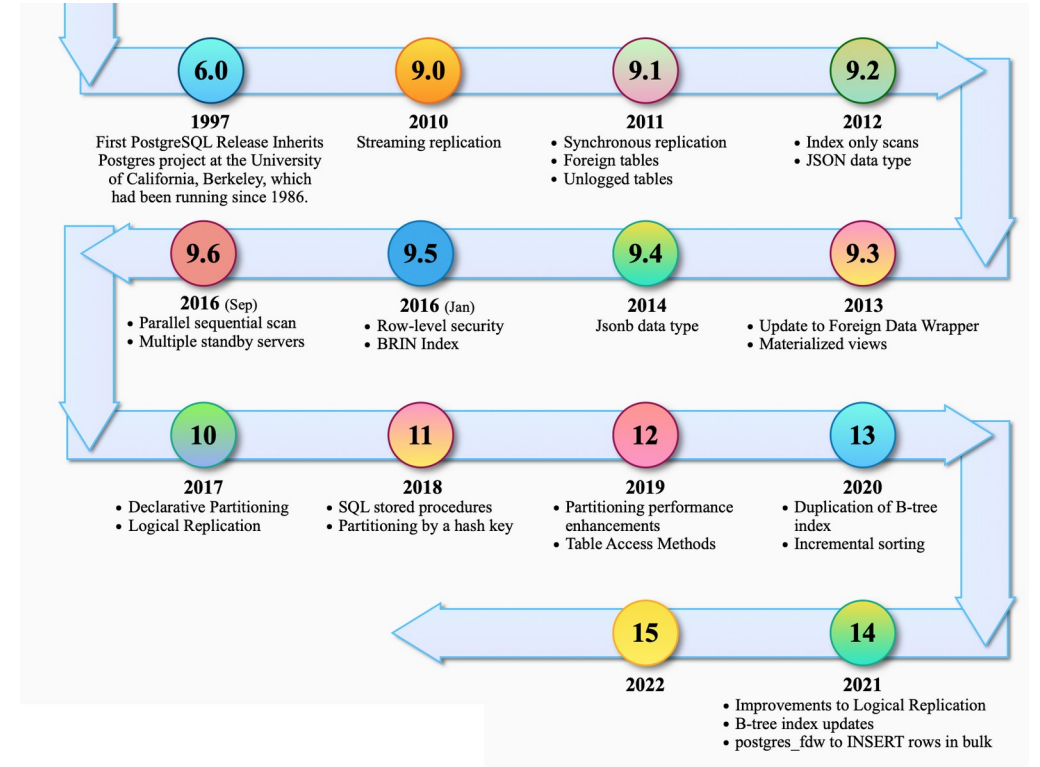 6.0
9.0
9.1
9.2
1997
2010
2011
2012
First PostgreSQL Release Inherits
Postgres project at the University
of California, Berkeley, which
had been running since 1986.
Streaming replication
• Synchronous replication
• Foreign tables
• Unlogged tables
• Index only scans
• JSON data type
9.6
9.5
9.4
9.3
2016 (Sep)
• Parallel sequential scan
• Multiple standby servers
2016 (Jan)
• Row-level security
• BRIN Index
2014
Jsonb data type
2013
• Update to Foreign Data Wrapper
• Materialized views
10
11
12
13
2017
• Declarative Partitioning
• Logical Replication
2018
• SQL stored procedures
• Partitioning by a hash key
2019
• Partitioning performance
enhancements
• Table Access Methods
2020
• Duplication of B-tree
index
• Incremental sorting
15
14
2022
2021
• Improvements to Logical Replication
• B-tree index updates
• postgres_fdw to INSERT rows in bulk